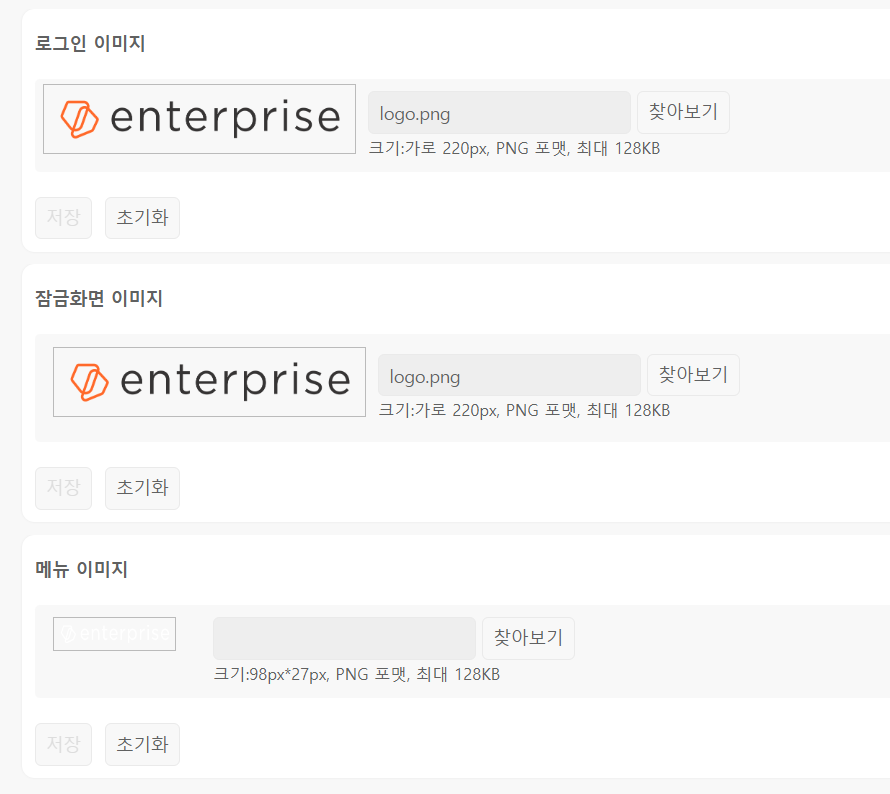 로그인 이미지
enterprise
logo.png
찾아보기
크기:가로 220px, PNG 포맷, 최대 128KB
저장 초기화
잠금화면 이미지
enterprise
logo.png
찾아보기
크기:가로 220px, PNG 포맷, 최대 128KB
저장 초기화
메뉴 이미지
enterprise
찾아보기
크기:98px*27px, PNG 포맷, 최대 128KB
저장 초기화